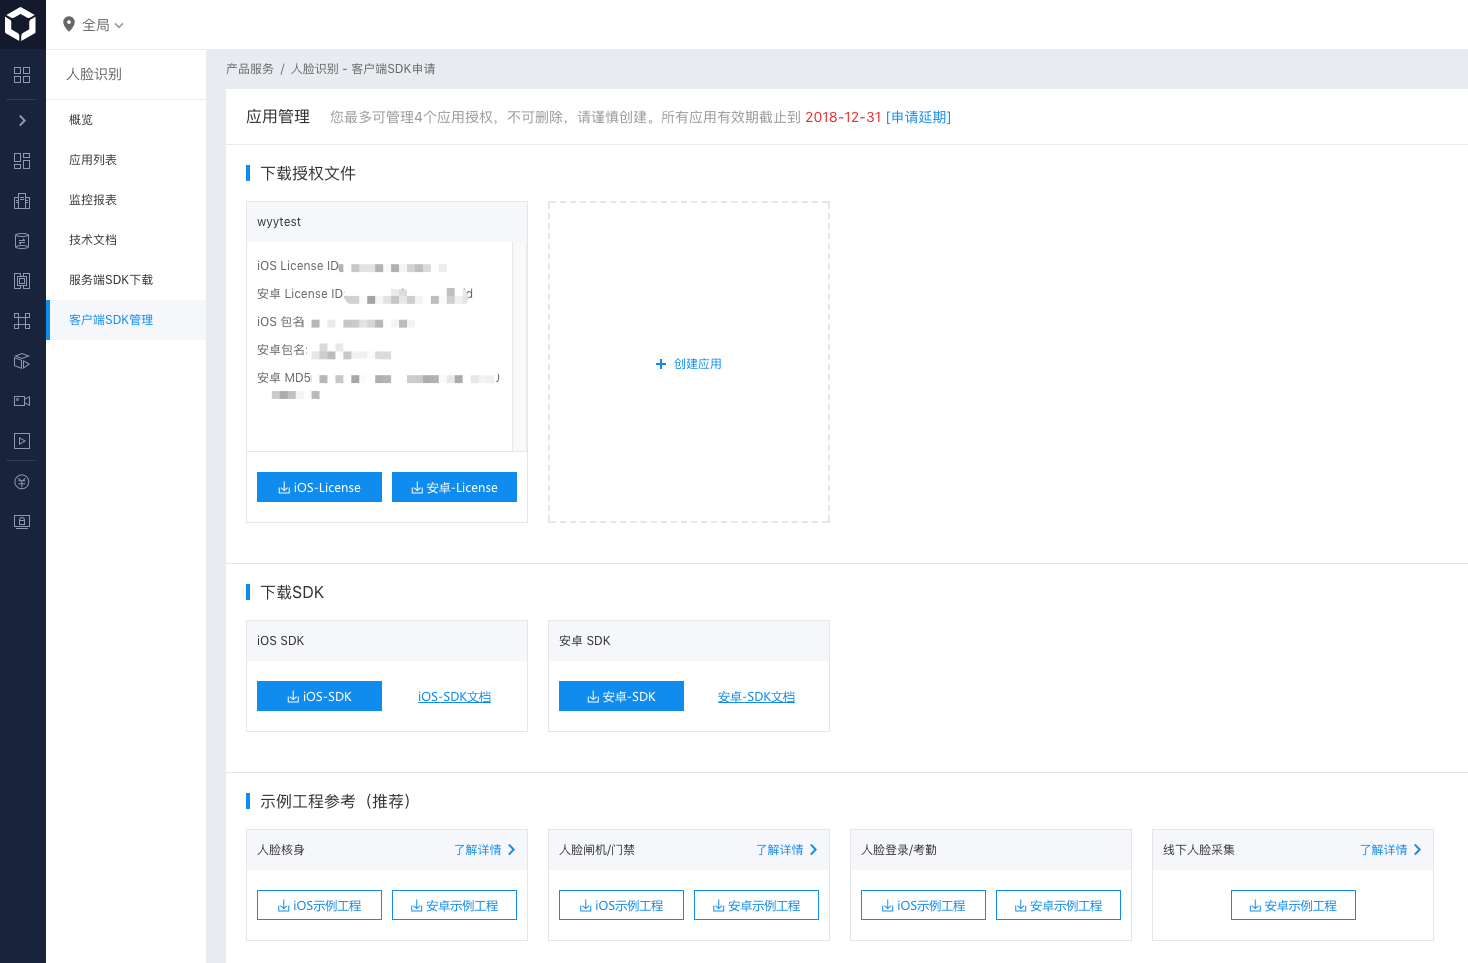 全局
人脸识别
概览
应用列表
监控报表
技术文档
服务端SDK下载
客户端SDK管理
产品服务 / 人脸识别 - 客户端SDK申请
应用管理 您最多可管理4个应用授权，不可删除，请谨慎创建。所有应用有效期截止到 2018-12-31 [申请延期]
下载授权文件
wyytest
iOS License ID
安卓 License ID:
iOS 包名
安卓包名:
安卓 MD5
iOS-License 安卓-License
+ 创建应用
下载SDK
iOS SDK
iOS-SDK iOS-SDK文档
安卓 SDK
安卓-SDK 安卓-SDK文档
示例工程参考（推荐）
人脸核身 了解详情
iOS示例工程 安卓示例工程
人脸闸机/门禁 了解详情
iOS示例工程 安卓示例工程
人脸登录/考勤
iOS示例工程 安卓示例工程
线下人脸采集 了解详情
安卓示例工程